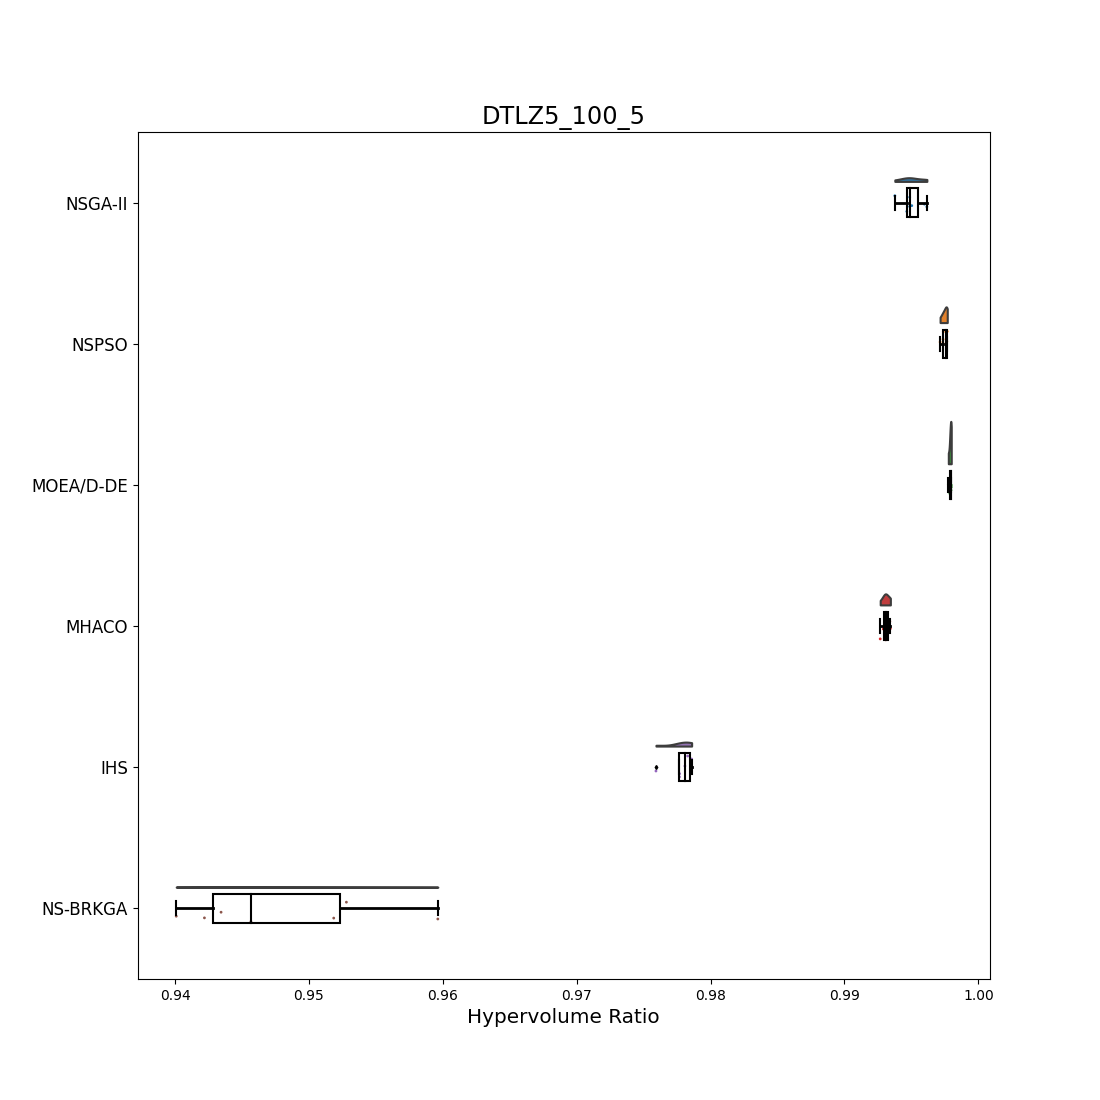 DTLZ5_100_5
NSGA-II
NSPSO
MOEA/D-DE
MHACO
IHS
NS-BRKGA
0.94 0.95 0.96 0.97 0.98 0.99 1.00
Hypervolume Ratio